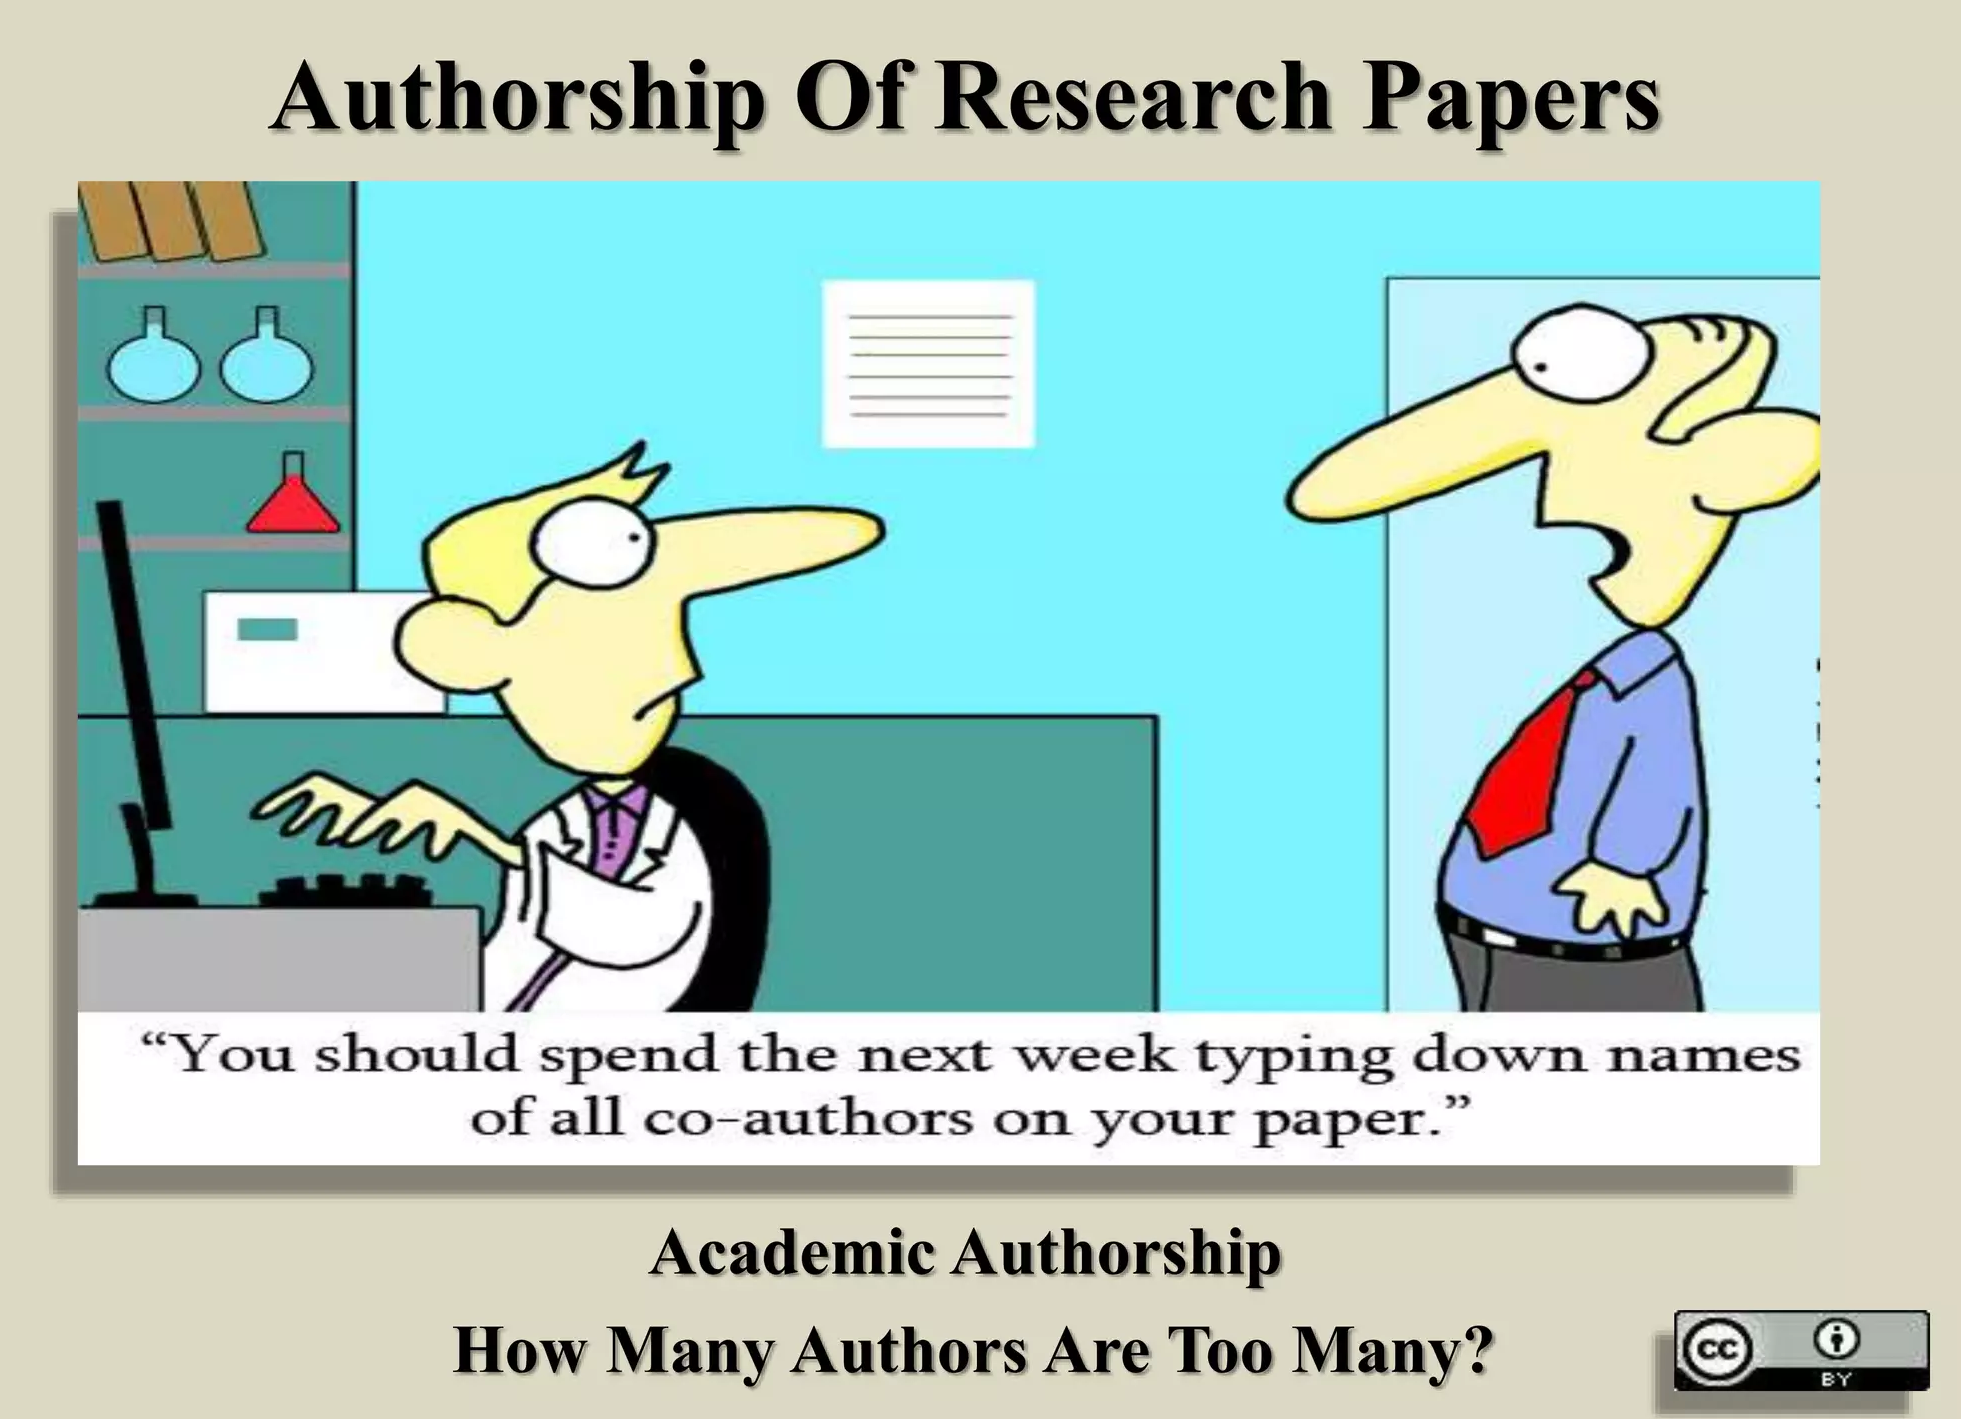 Authorship Of Research Papers
“You should spend the next week typing down names
of all co-authors on your paper.”
Academic Authorship
How Many Authors Are Too Many?
cc
BY